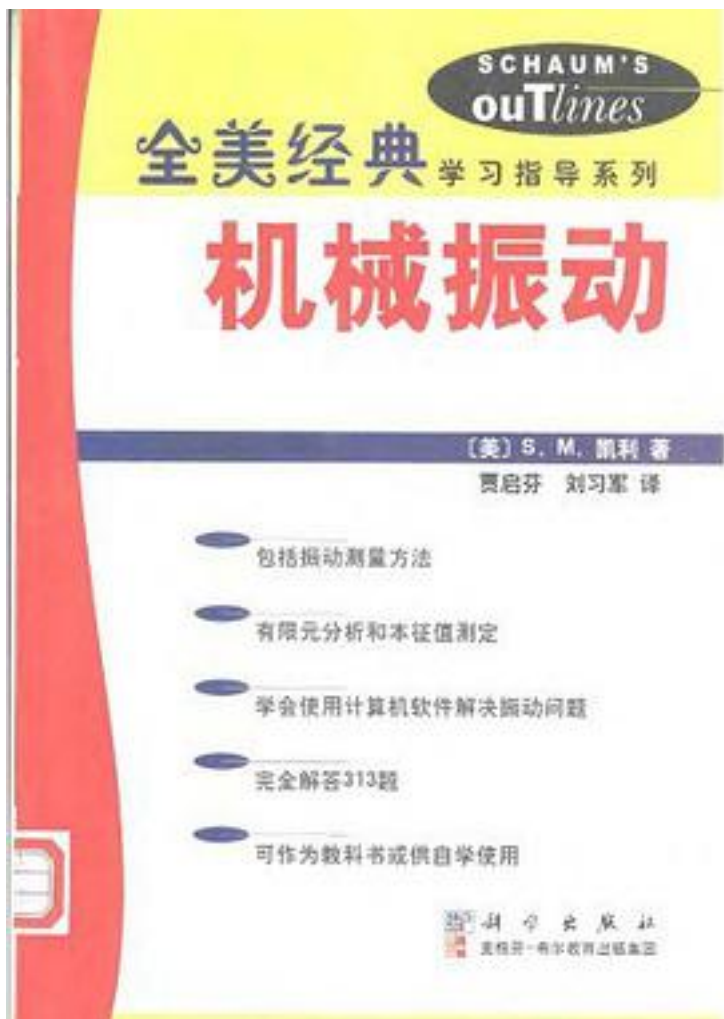 SCHAUM'S
ouTlines
全美经典 学习指导系列
机械振动
〔美〕S. M. 凯利 著
贾启芬 刘习军 译
包括振动测量方法
有限元分析和本征值测定
学会使用计算机软件解决振动问题
完全解答313题
可作为教科书或供自学使用
科学出版社
麦格劳-希尔教育出版集团